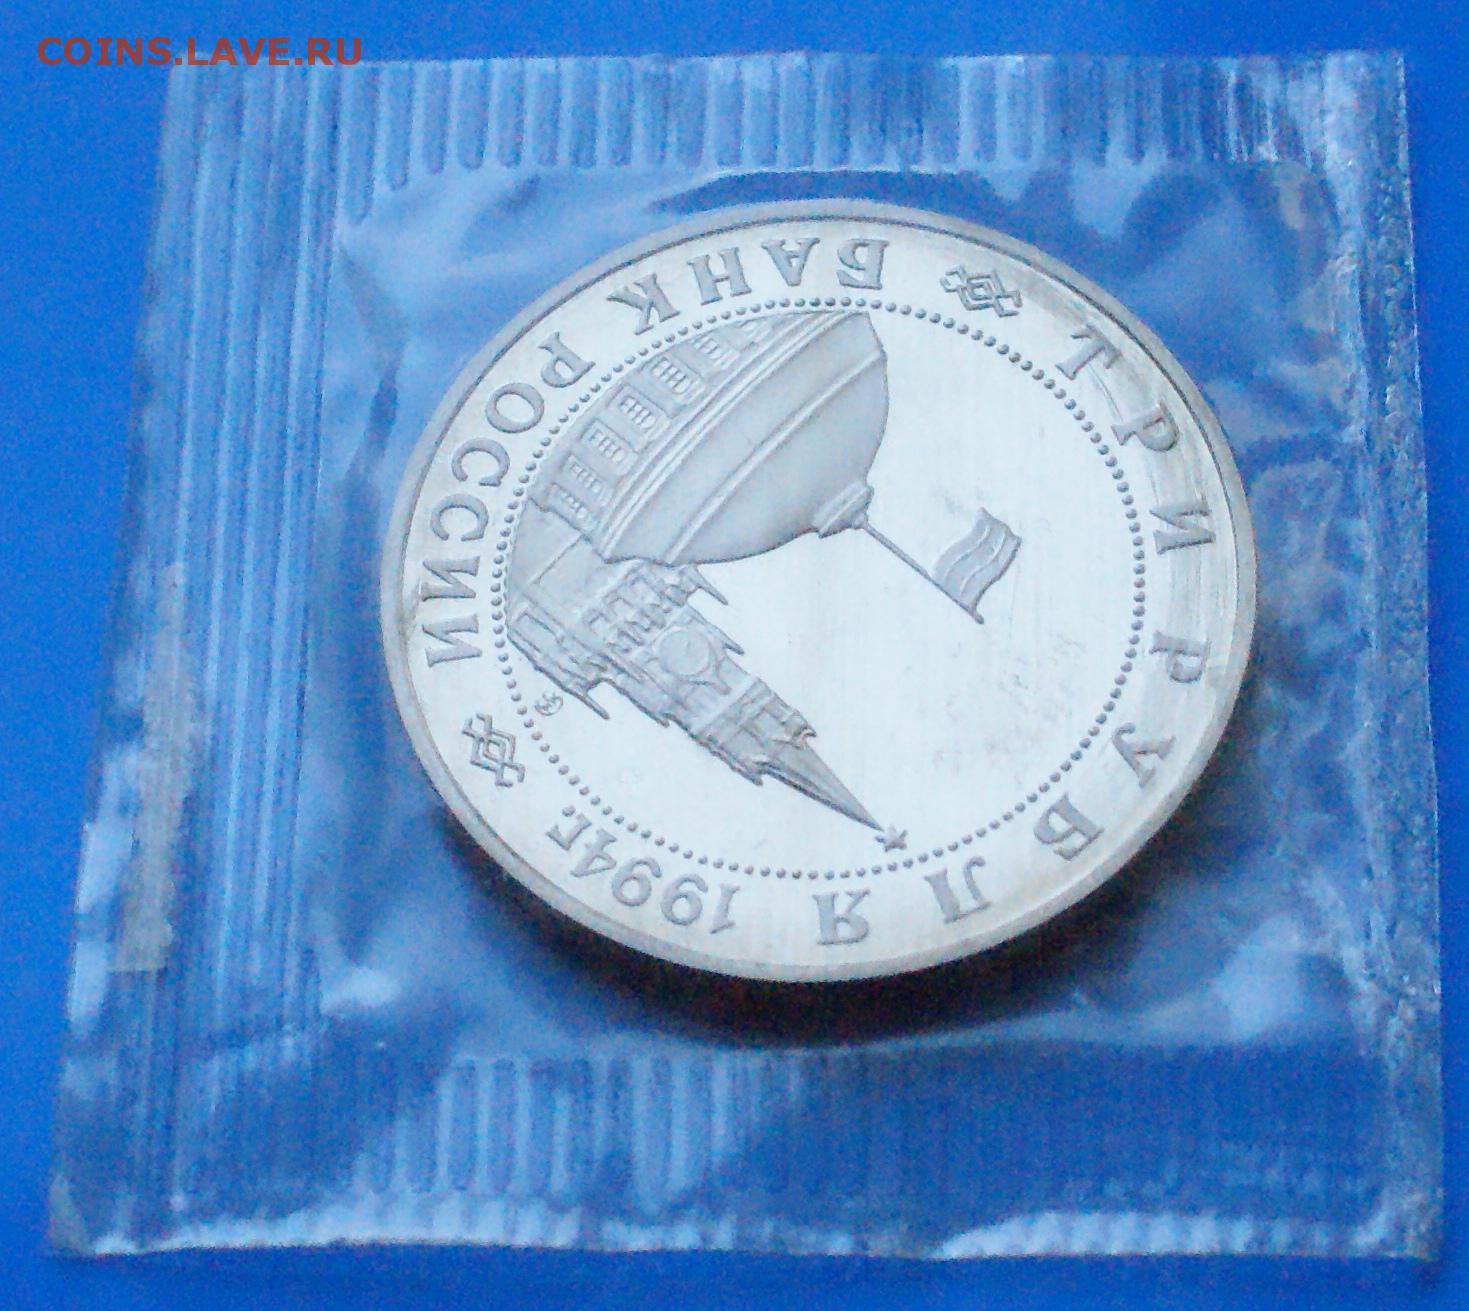 COINS.LAVE.RU
БАНК РОССИИ
1994г.
ТРИ РУБЛЯ